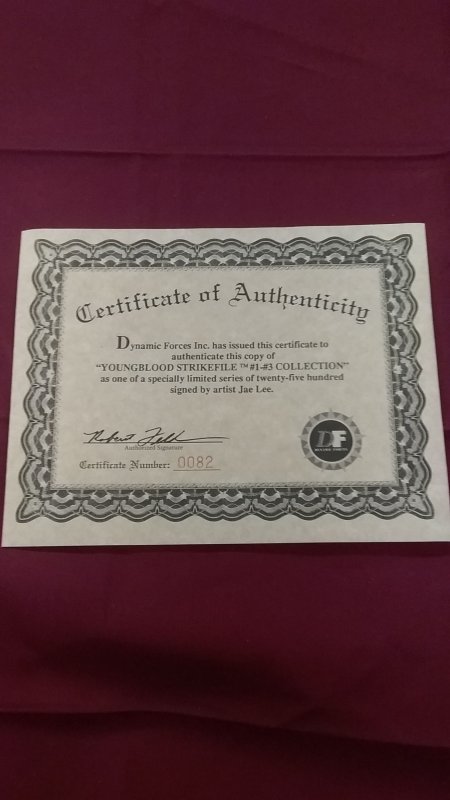 Certificate of Authenticity
Dynamic Forces Inc. has issued this certificate to
authenticate this copy of
"YOUNGBLOOD STRIKEFILE ™ #1-#3 COLLECTION"
as one of a specially limited series of twenty-five hundred
signed by artist Jae Lee.
Authorized Signature
Certificate Number: 0082
DF
DYNAMIC FORCES